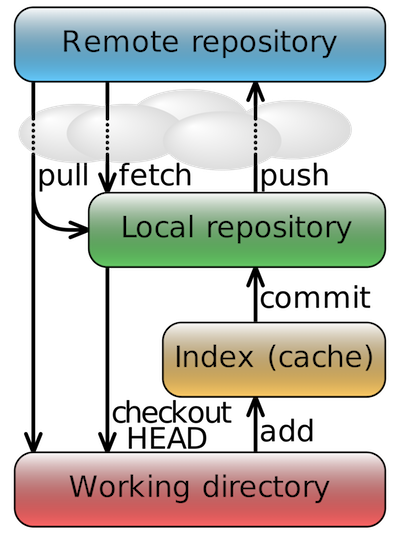 Remote repository
pull
fetch
push
Local repository
commit
Index (cache)
checkout
HEAD
add
Working directory